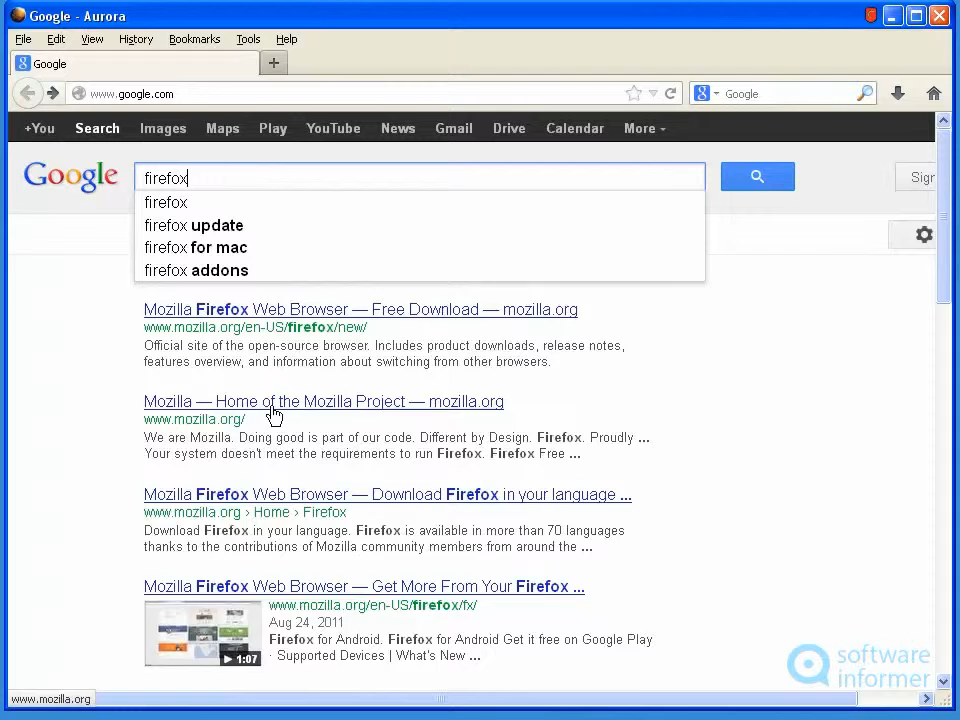 Google - Aurora
File Edit View History Bookmarks Tools Help
8 Google +
www.google.com 8 Google
+You Search Images Maps Play YouTube News Gmail Drive Calendar More
Google firefox Sign
firefox
firefox update
firefox for mac
firefox addons
Mozilla Firefox Web Browser — Free Download — mozilla.org
www.mozilla.org/en-US/firefox/new/
Official site of the open-source browser. Includes product downloads, release notes,
features overview, and information about switching from other browsers.
Mozilla — Home of the Mozilla Project — mozilla.org
www.mozilla.org/
We are Mozilla. Doing good is part of our code. Different by Design. Firefox. Proudly ...
Your system doesn't meet the requirements to run Firefox. Firefox Free ...
Mozilla Firefox Web Browser — Download Firefox in your language ...
www.mozilla.org › Home › Firefox
Download Firefox in your language. Firefox is available in more than 70 languages
thanks to the contributions of Mozilla community members from around the ...
Mozilla Firefox Web Browser — Get More From Your Firefox ...
www.mozilla.org/en-US/firefox/fx/
Aug 24, 2011
Firefox for Android. Firefox for Android Get it free on Google Play
· Supported Devices | What's New ...
1:07
software
informer
www.mozilla.org